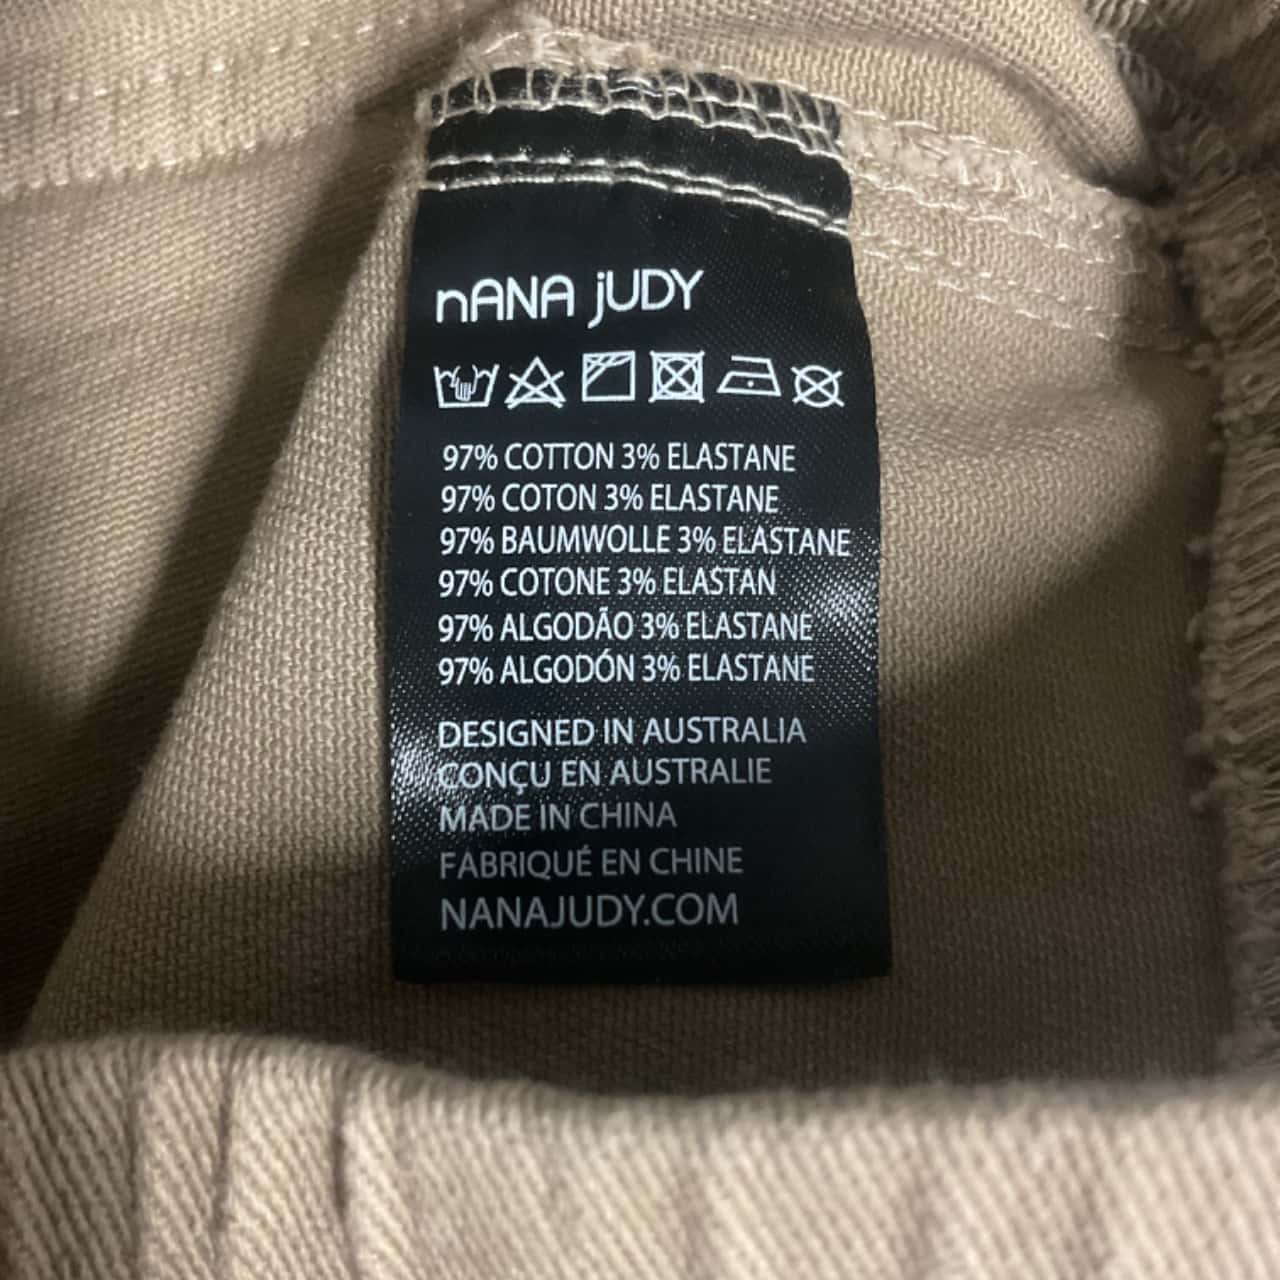 nANA jUDY
97% COTTON 3% ELASTANE
97% COTON 3% ELASTANE
97% BAUMWOLLE 3% ELASTANE
97% COTONE 3% ELASTAN
97% ALGODÃO 3% ELASTANE
97% ALGODÓN 3% ELASTANE
DESIGNED IN AUSTRALIA
CONÇU EN AUSTRALIE
MADE IN CHINA
FABRIQUÉ EN CHINE
NANAJUDY.COM